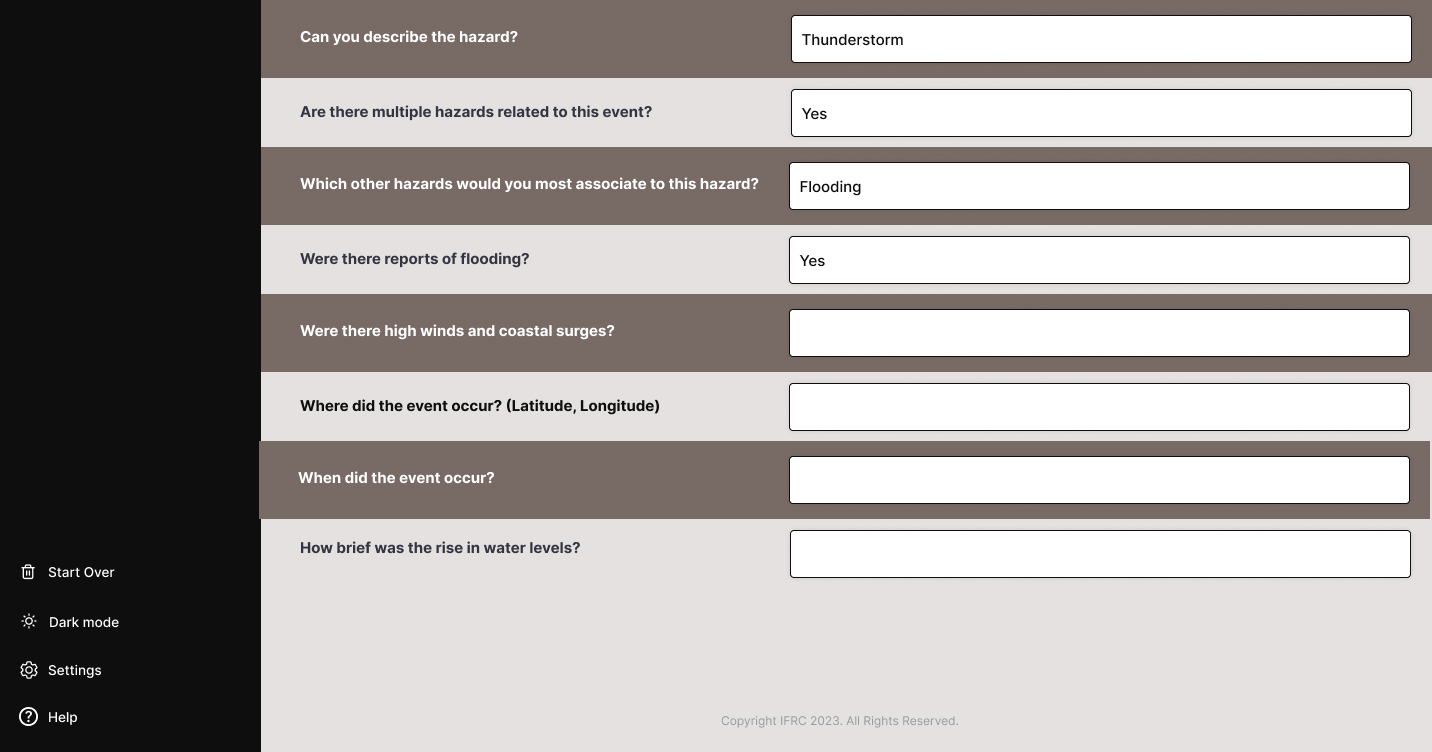 Can you describe the hazard?
Thunderstorm
Are there multiple hazards related to this event?
Yes
Which other hazards would you most associate to this hazard?
Flooding
Were there reports of flooding?
Yes
Were there high winds and coastal surges?
Where did the event occur? (Latitude, Longitude)
When did the event occur?
How brief was the rise in water levels?
Start Over
Dark mode
Settings
Help
Copyright IFRC 2023. All Rights Reserved.